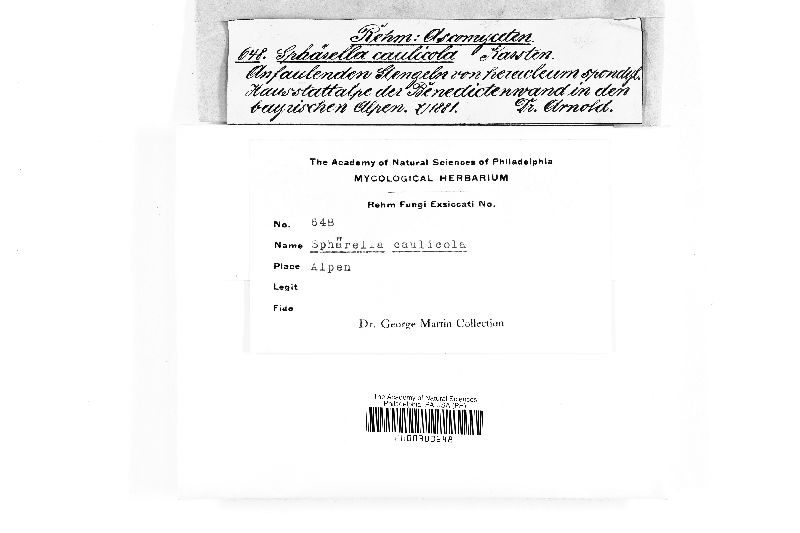 Rehm: Ascomyceten.
648. Sphärella caulicola Karsten.
An faulenden Stengeln von heracleum spondyl.
Hausstattalpe der Benedictenwand in den
bayrischen Alpen. Dr. Arnold.
The Academy of Natural Sciences of Philadelphia
MYCOLOGICAL HERBARIUM
Rehm Fungi Exsiccati No.
No. 648
Name Sphärella caulicola
Place Alpen
Legit
Fide
Dr. George Martin Collection
The Academy of Natural Sciences